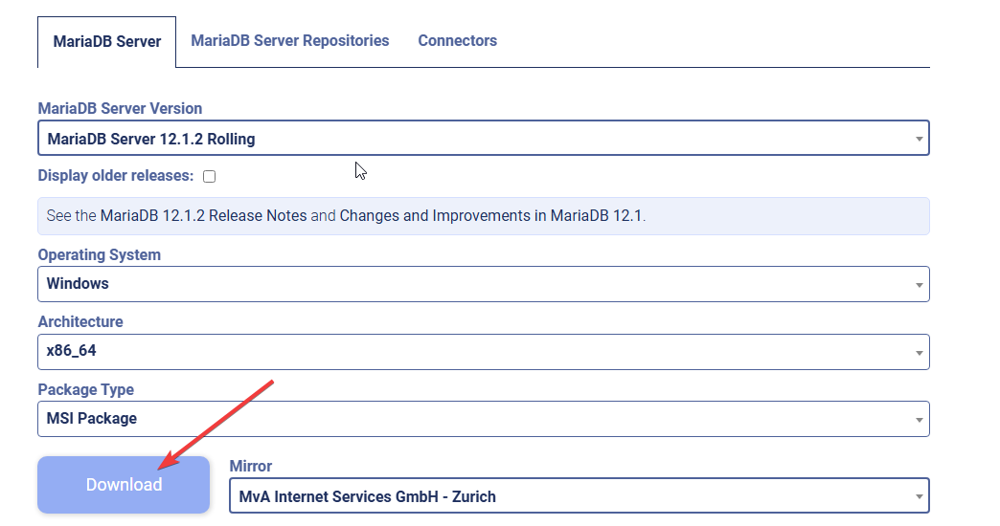 MariaDB Server MariaDB Server Repositories Connectors
MariaDB Server Version
MariaDB Server 12.1.2 Rolling
Display older releases:
See the MariaDB 12.1.2 Release Notes and Changes and Improvements in MariaDB 12.1.
Operating System
Windows
Architecture
x86_64
Package Type
MSI Package
Download
Mirror
MvA Internet Services GmbH - Zurich